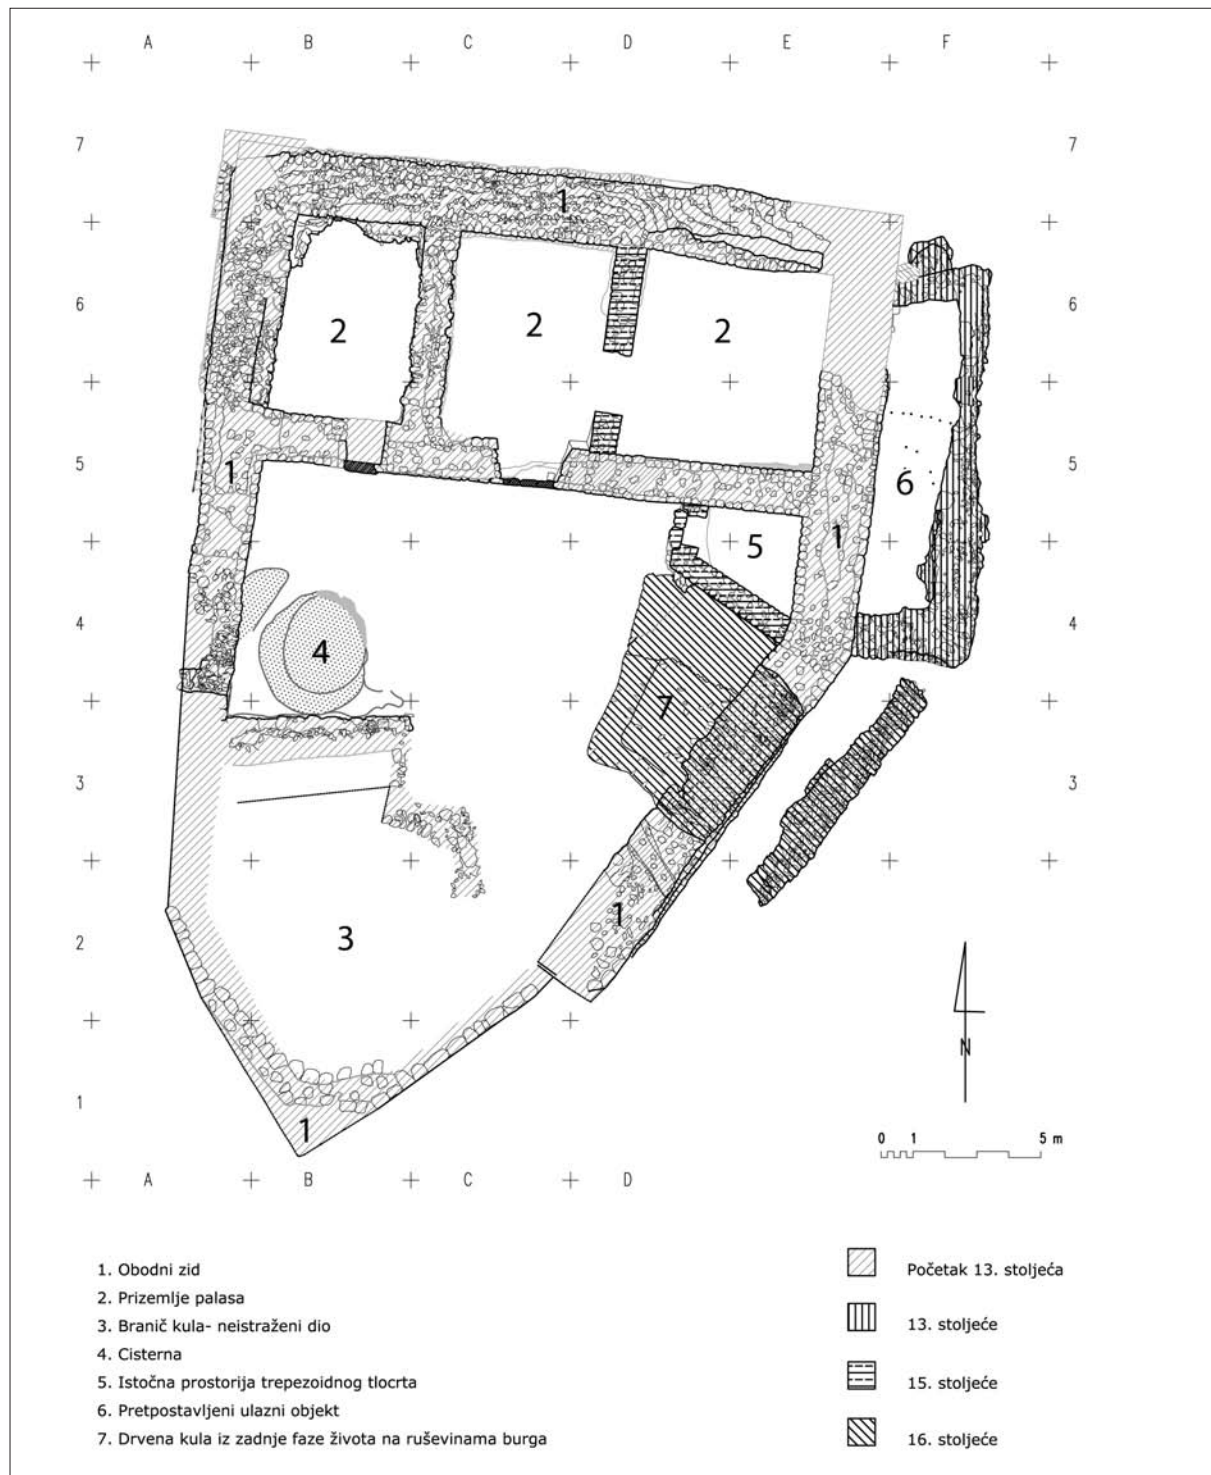 A B C D E F
7 7
1
6 6
2 2 2
5 5
1 6
5 1
4 4
4
7
3 3
1
2 2
3
N
1
1
0 1 5 m
A B C D
1. Obodni zid
2. Prizemlje palasa
3. Branič kula- neistraženi dio
4. Cisterna
5. Istočna prostorija trepezoidnog tlocrta
6. Pretpostavljeni ulazni objekt
7. Drvena kula iz zadnje faze života na ruševinama burga
Početak 13. stoljeća
13. stoljeće
15. stoljeće
16. stoljeće